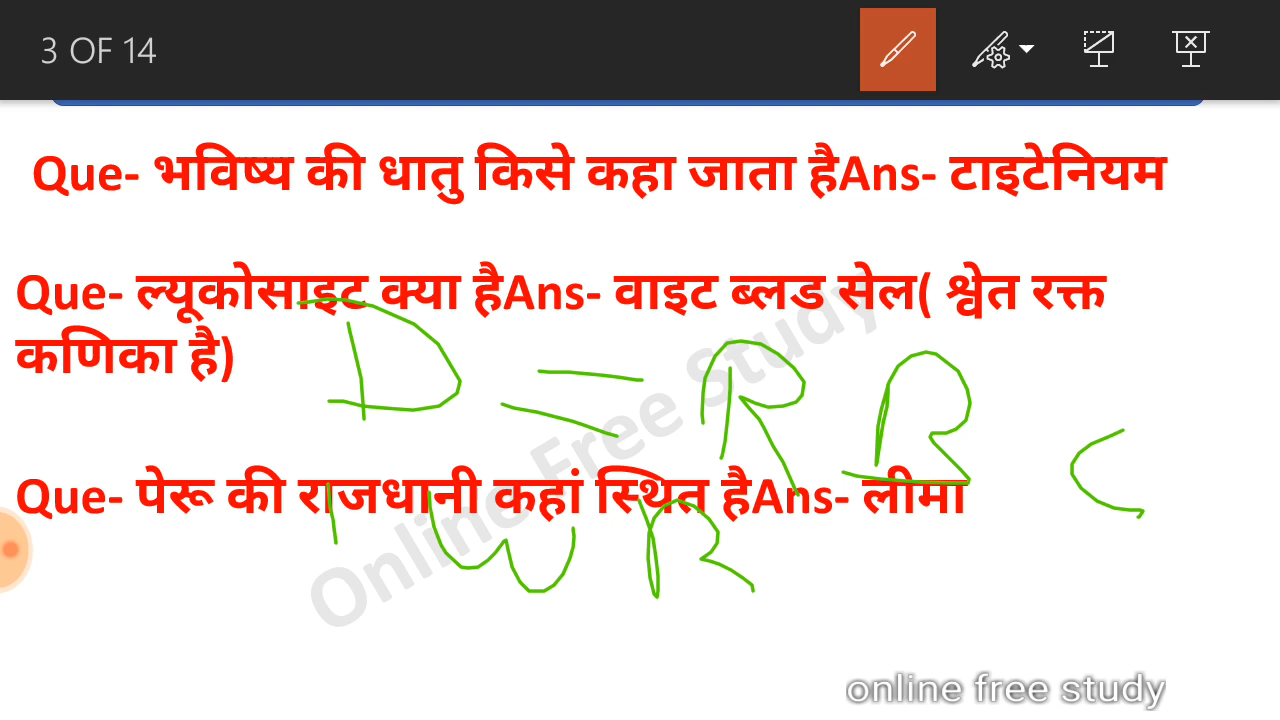 3 OF 14
Que- भविष्य की धातु किसे कहा जाता हैAns- टाइटेनियम
Que- ल्यूकोसाइट क्या हैAns- वाइट ब्लड सेल( श्वेत रक्त
कणिका है)
D = R B C
Que- पेरू की राजधानी कहां स्थित हैAns- लीमा
W R
Online Free Study
online free study